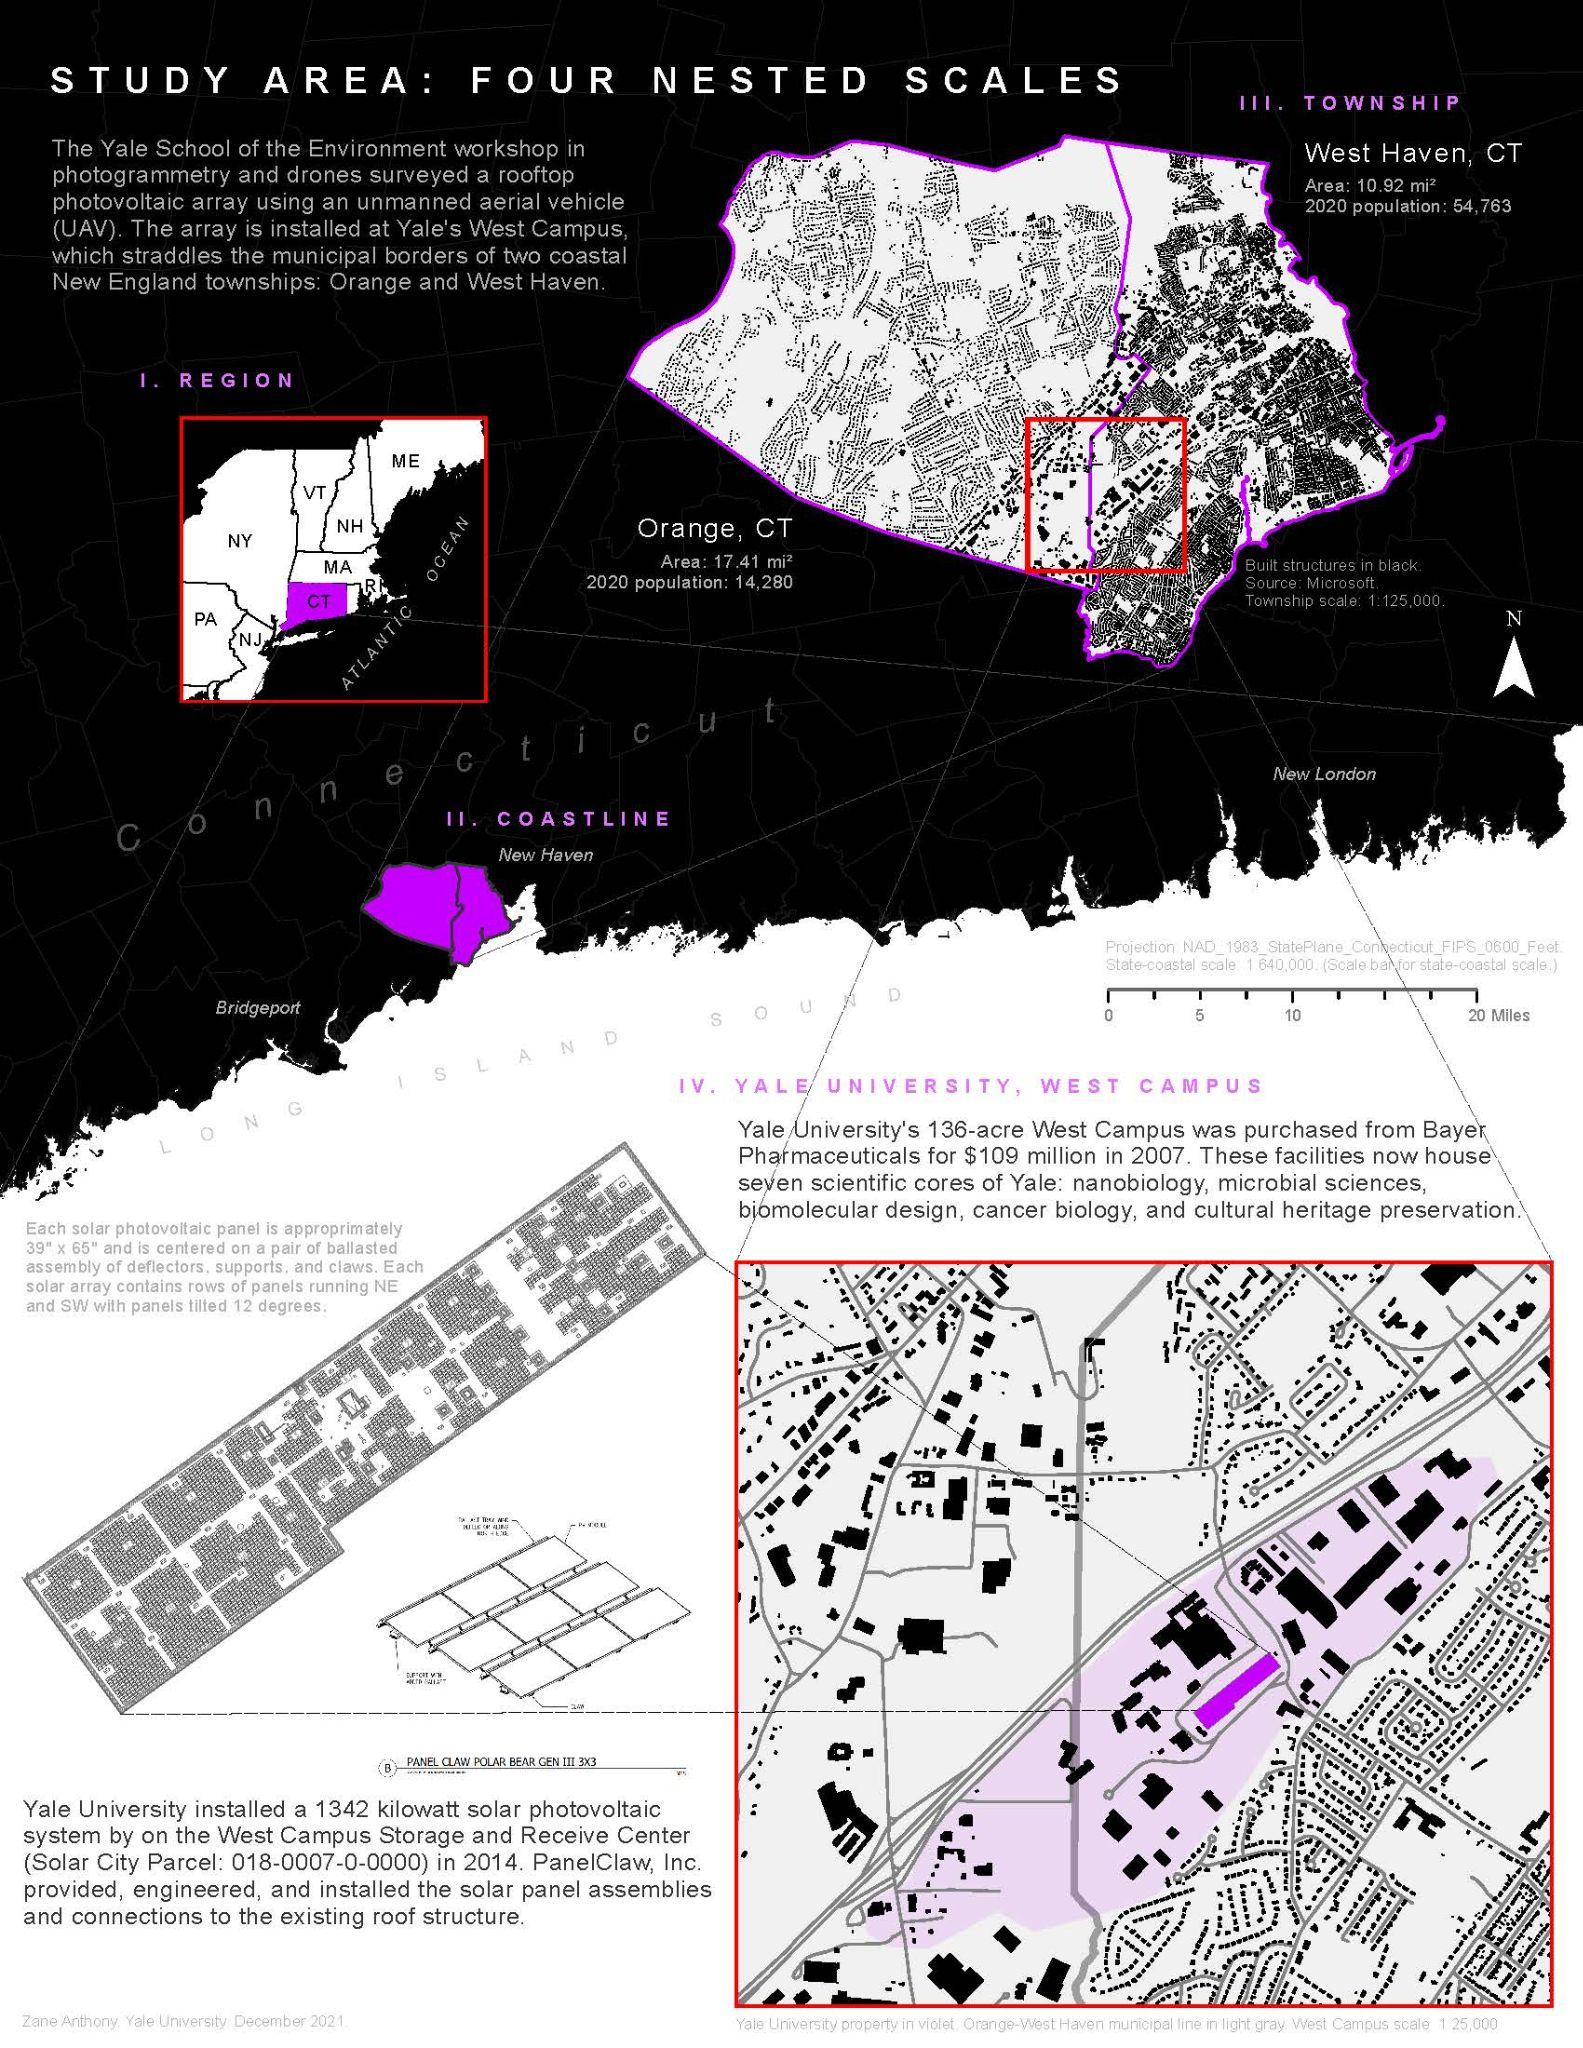 STUDY AREA: FOUR NESTED SCALES
The Yale School of the Environment workshop in
photogrammetry and drones surveyed a rooftop
photovoltaic array using an unmanned aerial vehicle
(UAV). The array is installed at Yale's West Campus,
which straddles the municipal borders of two coastal
New England townships: Orange and West Haven.
III. TOWNSHIP
West Haven, CT
Area: 10.92 mi²
2020 population: 54,763
Orange, CT
Area: 17.41 mi²
2020 population: 14,280
Built structures in black.
Source: Microsoft.
Township scale: 1:125,000.
N
I. REGION
ME
VT
NH
NY
MA
RI
CT
PA
NJ
ATLANTIC OCEAN
Connecticut
New London
II. COASTLINE
New Haven
Bridgeport
LONG ISLAND SOUND
Projection: NAD_1983_StatePlane_Connecticut_FIPS_0600_Feet.
State-coastal scale 1:640,000. (Scale bar for state-coastal scale.)
0 5 10 20 Miles
IV. YALE UNIVERSITY, WEST CAMPUS
Yale University's 136-acre West Campus was purchased from Bayer
Pharmaceuticals for $109 million in 2007. These facilities now house
seven scientific cores of Yale: nanobiology, microbial sciences,
biomolecular design, cancer biology, and cultural heritage preservation.
Each solar photovoltaic panel is approprimately
39" x 65" and is centered on a pair of ballasted
assembly of deflectors, supports, and claws. Each
solar array contains rows of panels running NE
and SW with panels tilted 12 degrees.
PV MODULE
SUPPORT WITH
CLAW
B PANEL CLAW POLAR BEAR GEN III 3X3
Yale University installed a 1342 kilowatt solar photovoltaic
system by on the West Campus Storage and Receive Center
(Solar City Parcel: 018-0007-0-0000) in 2014. PanelClaw, Inc.
provided, engineered, and installed the solar panel assemblies
and connections to the existing roof structure.
Zane Anthony. Yale University. December 2021.
Yale University property in violet. Orange-West Haven municipal line in light gray. West Campus scale 1:25,000